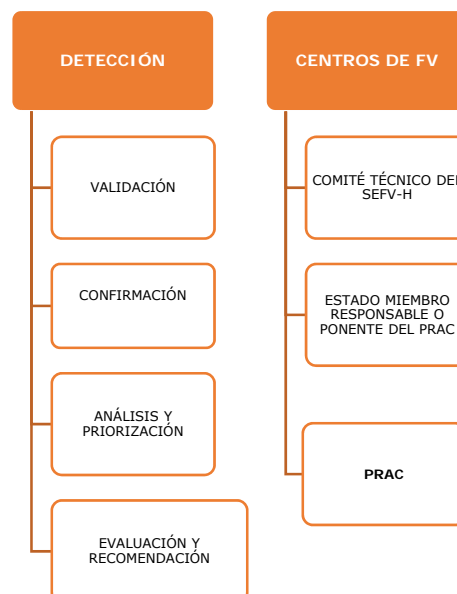 DETECCIÓN
VALIDACIÓN
CONFIRMACIÓN
ANÁLISIS Y
PRIORIZACIÓN
EVALUACIÓN Y
RECOMENDACIÓN
CENTROS DE FV
COMITÉ TÉCNICO DEL
SEFV-H
ESTADO MIEMBRO
RESPONSABLE O
PONENTE DEL PRAC
PRAC